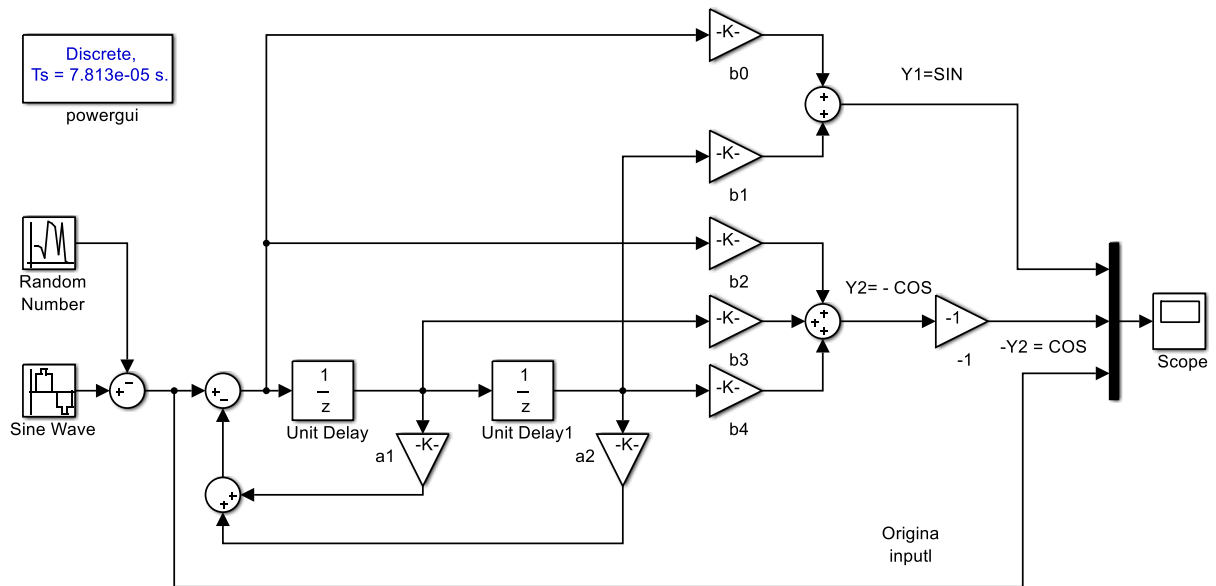 Discrete,
Ts = 7.813e-05 s.
powergui
-K-
b0
Y1=SIN
+
+
-K-
b1
Random
Number
-K-
b2
Y2= - COS
-K-
b3
+
+
+
-1
-1
-Y2 = COS
Scope
Sine Wave
+
-
+
-
1
z
Unit Delay
1
z
Unit Delay1
-K-
b4
a1
-K-
a2
-K-
+
+
Origina
inputl